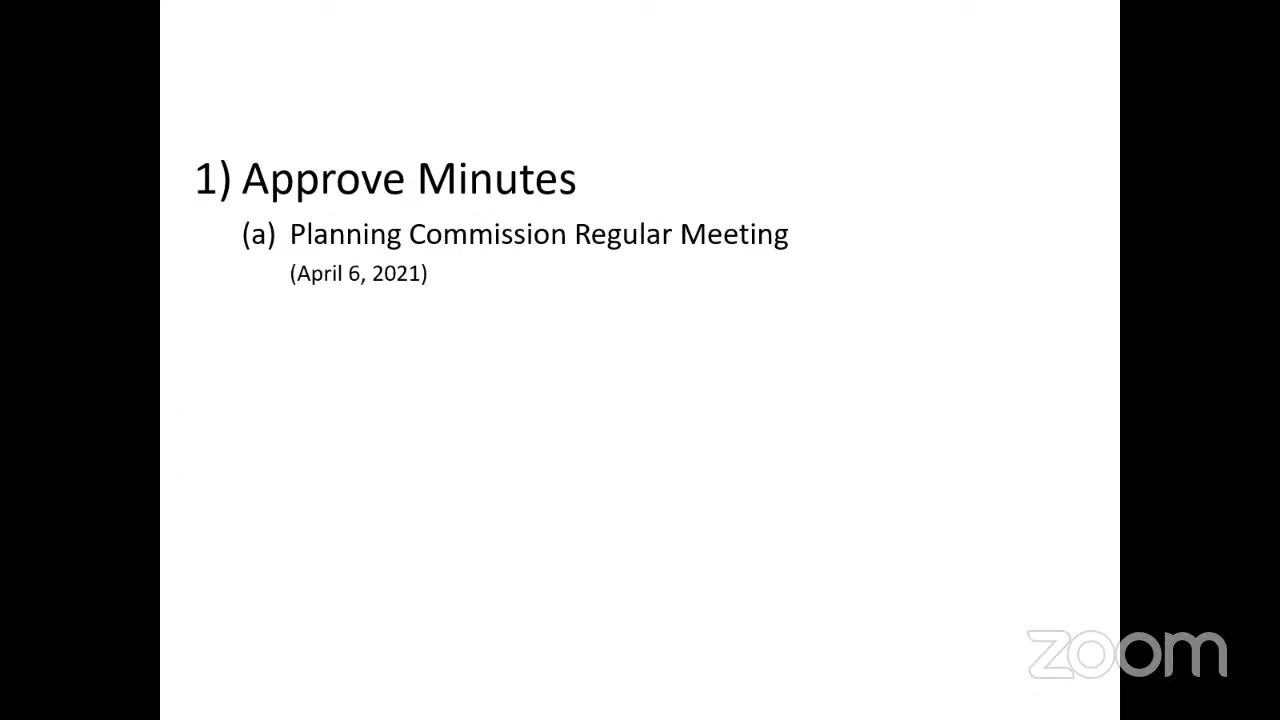 1) Approve Minutes
(a) Planning Commission Regular Meeting
(April 6, 2021)
zoom